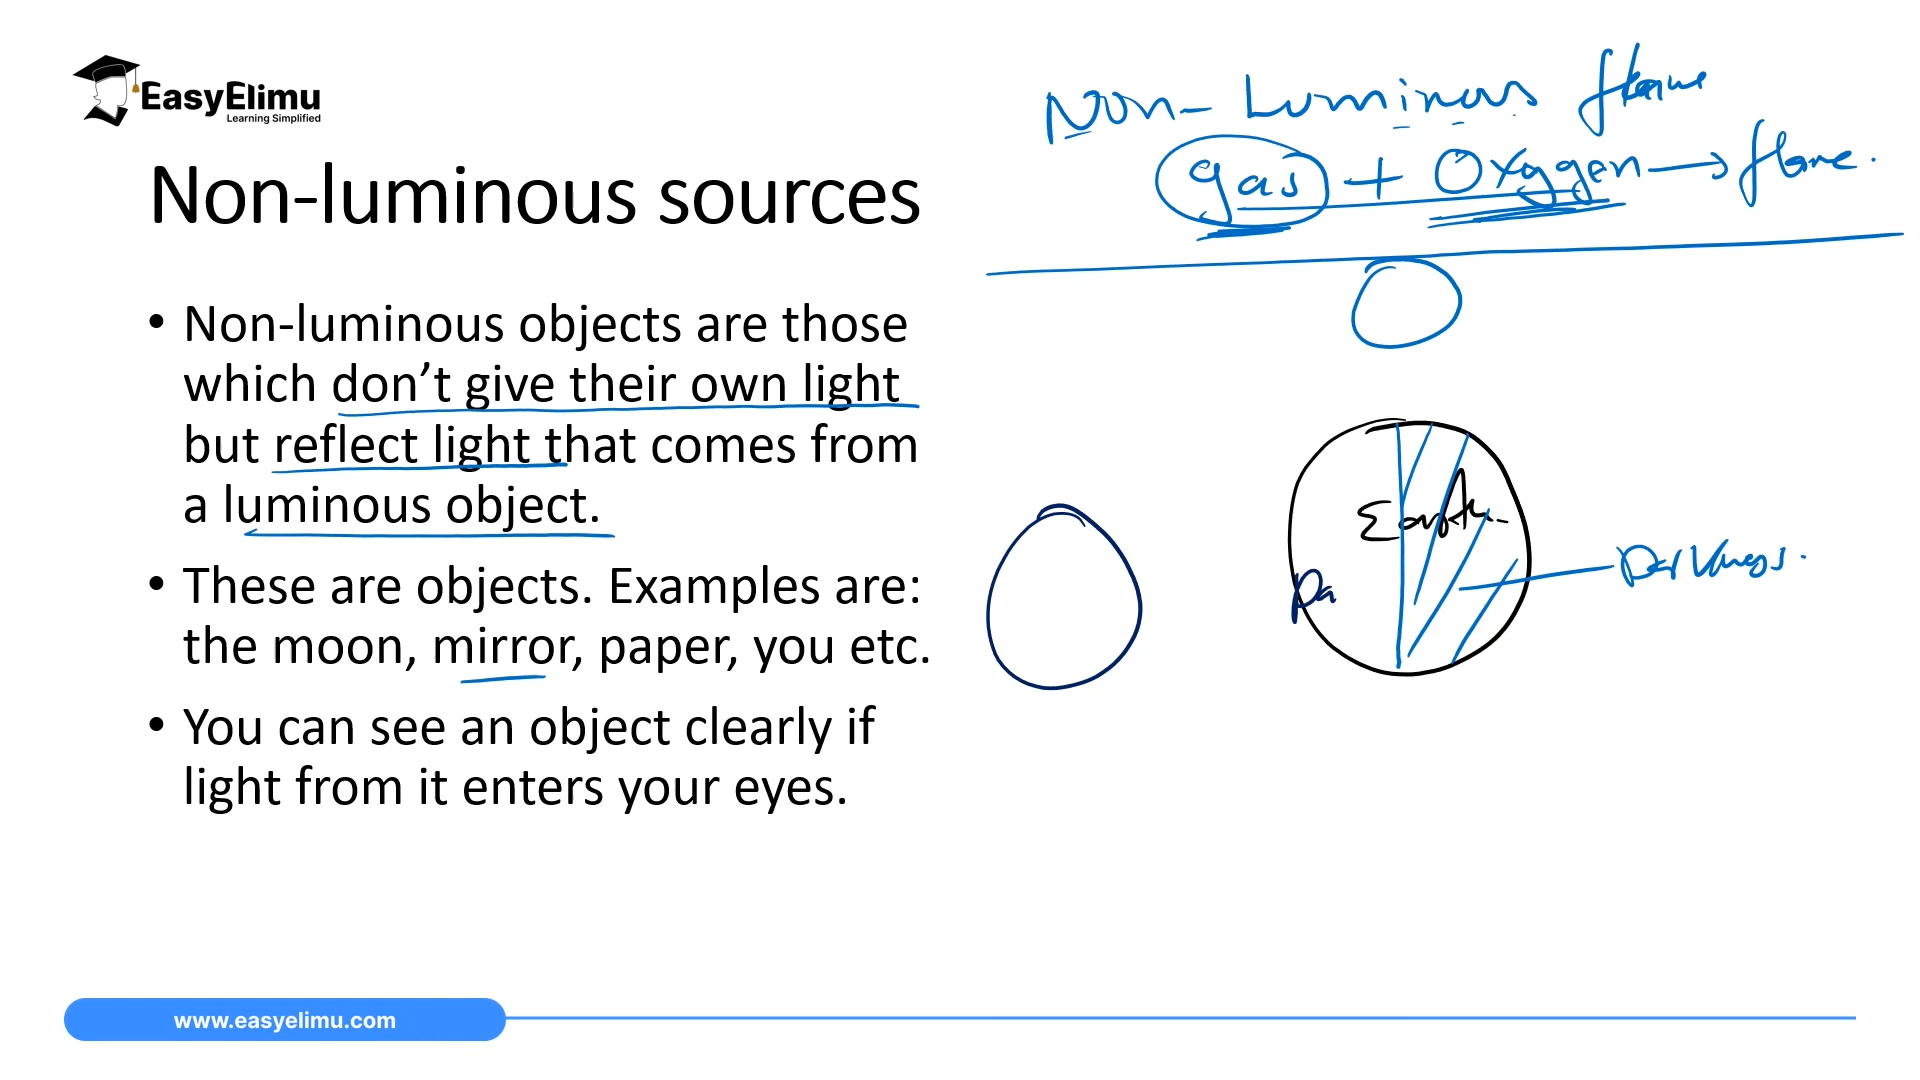 EasyElimu
Learning Simplified
Non-Luminous flame
gas + Oxygen → flame.
Non-luminous sources
• Non-luminous objects are those
which don’t give their own light
but reflect light that comes from
a luminous object.
• These are objects. Examples are:
the moon, mirror, paper, you etc.
• You can see an object clearly if
light from it enters your eyes.
Earth
Da
www.easyelimu.com